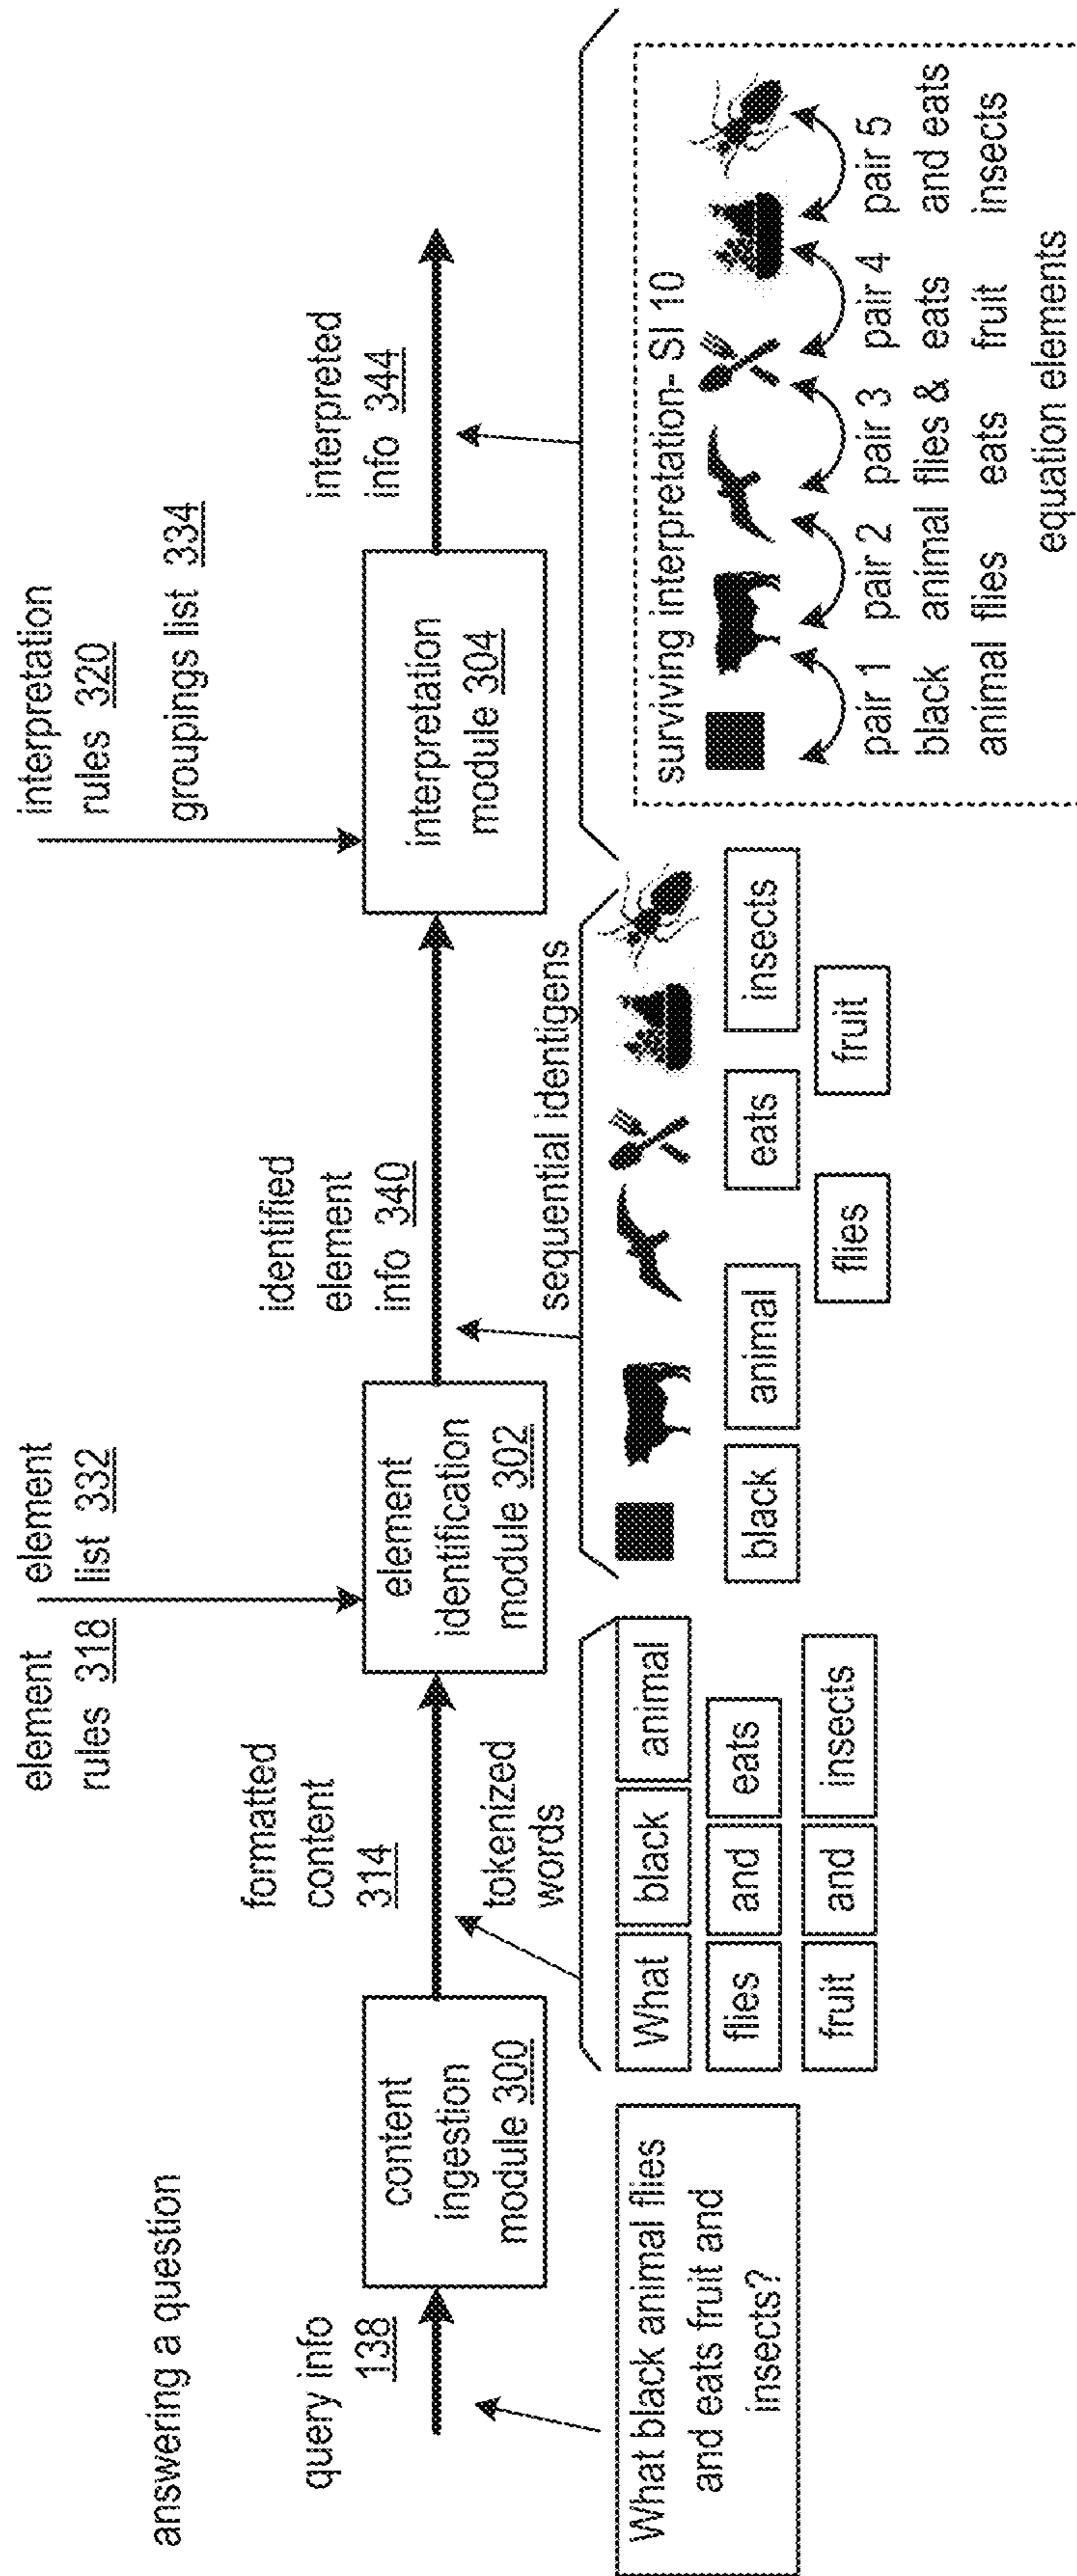 answering a question
query info
138
What black animal flies
and eats fruit and
insects?
content
ingestion
module 300
formatted
content
314
tokenized
words
What black animal
flies and eats
fruit and insects
element
rules 318
element
list 332
element
identification
module 302
identified
element
info 340
sequential identigens
black animal eats insects
flies fruit
interpretation
rules 320
groupings list 334
interpretation
module 304
interpreted
info 344
surviving interpretation- SI 10
pair 1 pair 2 pair 3 pair 4 pair 5
black animal flies & eats and eats
animal flies eats fruit insects
equation elements